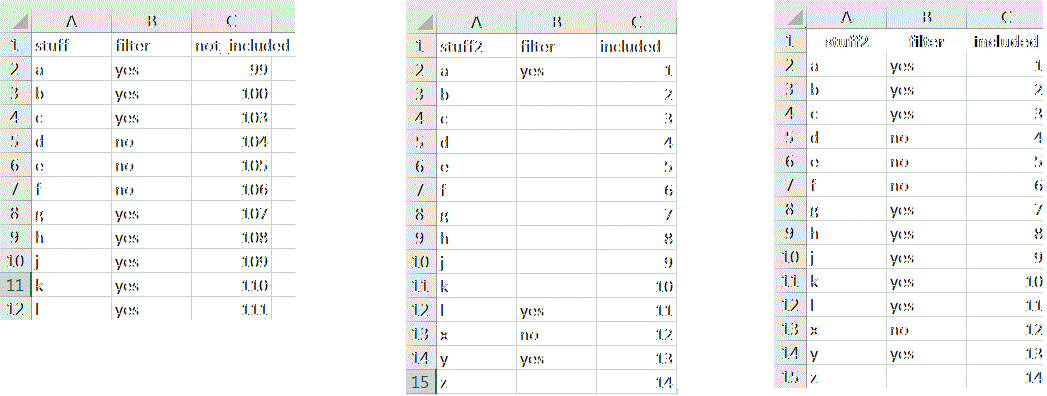 A B C
1 stuff filter not_included
2 a yes 99
3 b yes 100
4 c yes 103
5 d no 104
6 e no 105
7 f no 106
8 g yes 107
9 h yes 108
10 j yes 109
11 k yes 110
12 l yes 111
A B C
1 stuff2 filter included
2 a yes 1
3 b 2
4 c 3
5 d 4
6 e 5
7 f 6
8 g 7
9 h 8
10 j 9
11 k 10
12 l yes 11
13 x no 12
14 y yes 13
15 z 14
A B C
1 stuff2 filter included
2 a yes 1
3 b yes 2
4 c yes 3
5 d no 4
6 e no 5
7 f no 6
8 g yes 7
9 h yes 8
10 j yes 9
11 k yes 10
12 l yes 11
13 x no 12
14 y yes 13
15 z 14